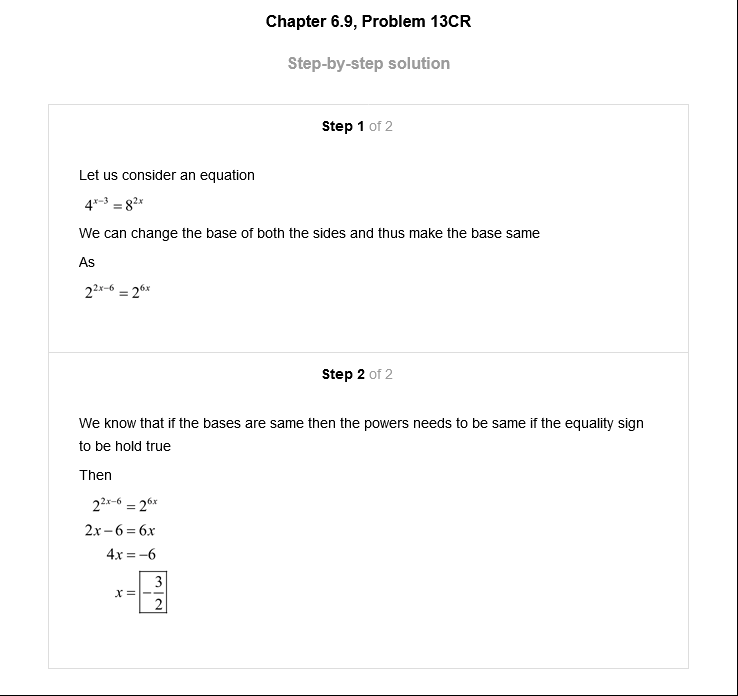 Chapter 6.9, Problem 13CR
Step-by-step solution
Step 1 of 2
Let us consider an equation
4^{x−3} = 8^{2x}
We can change the base of both the sides and thus make the base same
As
2^{2x−6} = 2^{6x}
Step 2 of 2
We know that if the bases are same then the powers needs to be same if the equality sign
to be hold true
Then
2^{2x−6} = 2^{6x}
2x − 6 = 6x
4x = −6
x = −3/2